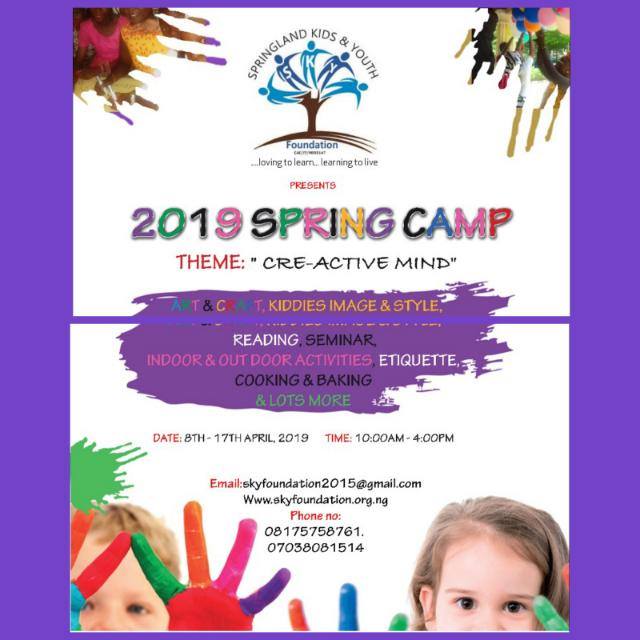 SPRINGLAND KIDS & YOUTH
SKY
Foundation
....loving to learn... learning to live
PRESENTS
2019 SPRING CAMP
THEME: " CRE-ACTIVE MIND"
ART & CRAFT, KIDDIES IMAGE & STYLE,
READING, SEMINAR,
INDOOR & OUT DOOR ACTIVITIES, ETIQUETTE,
COOKING & BAKING
& LOTS MORE
DATE: 8TH - 17TH APRIL, 2019 TIME: 10:00AM - 4:00PM
Email:skyfoundation2015@gmail.com
Www.skyfoundation.org.ng
Phone no:
08175758761.
07038081514